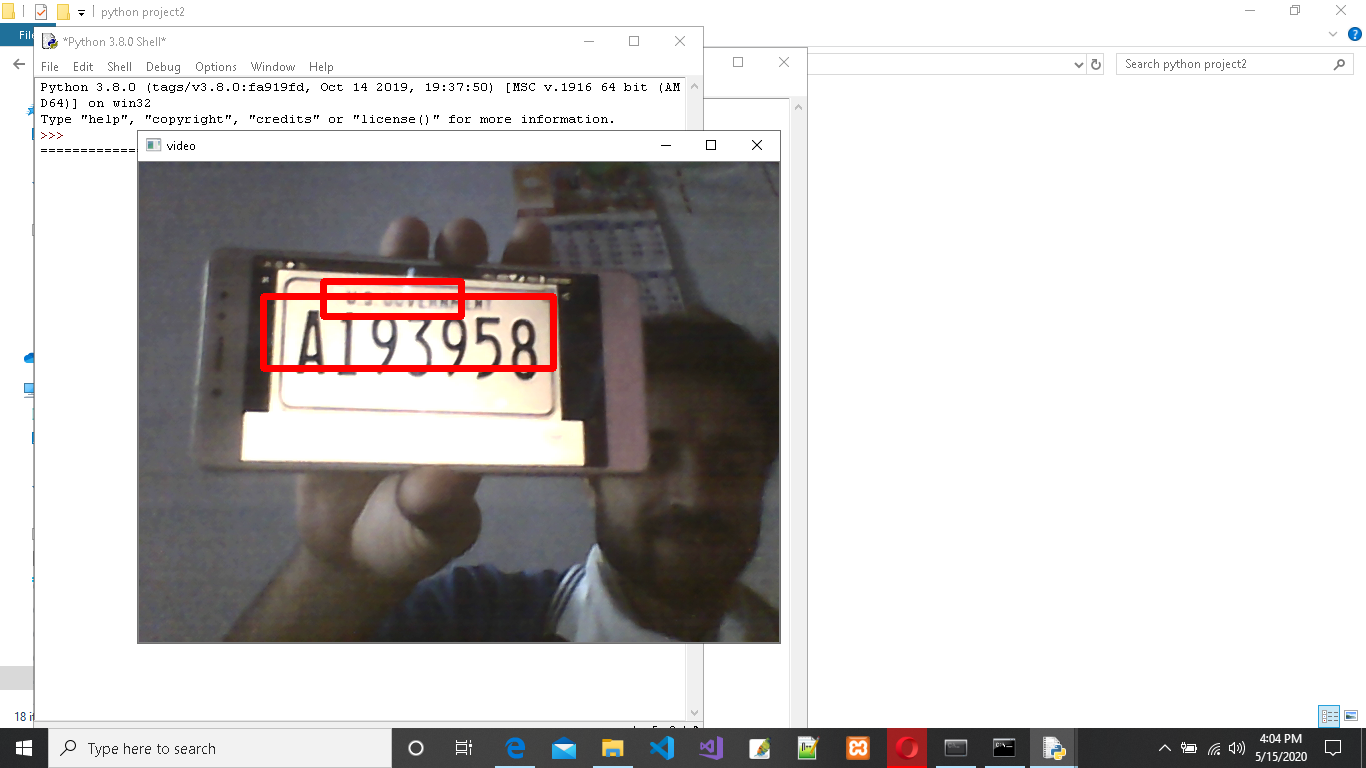 python project2
File
*Python 3.8.0 Shell*
File Edit Shell Debug Options Window Help
Search python project2
Python 3.8.0 (tags/v3.8.0:fa919fd, Oct 14 2019, 19:37:50) [MSC v.1916 64 bit (AM
D64)] on win32
Type "help", "copyright", "credits" or "license()" for more information.
>>>
============
video
U.S. GOVERNMENT
A193958
18 it
Type here to search
4:04 PM
5/15/2020